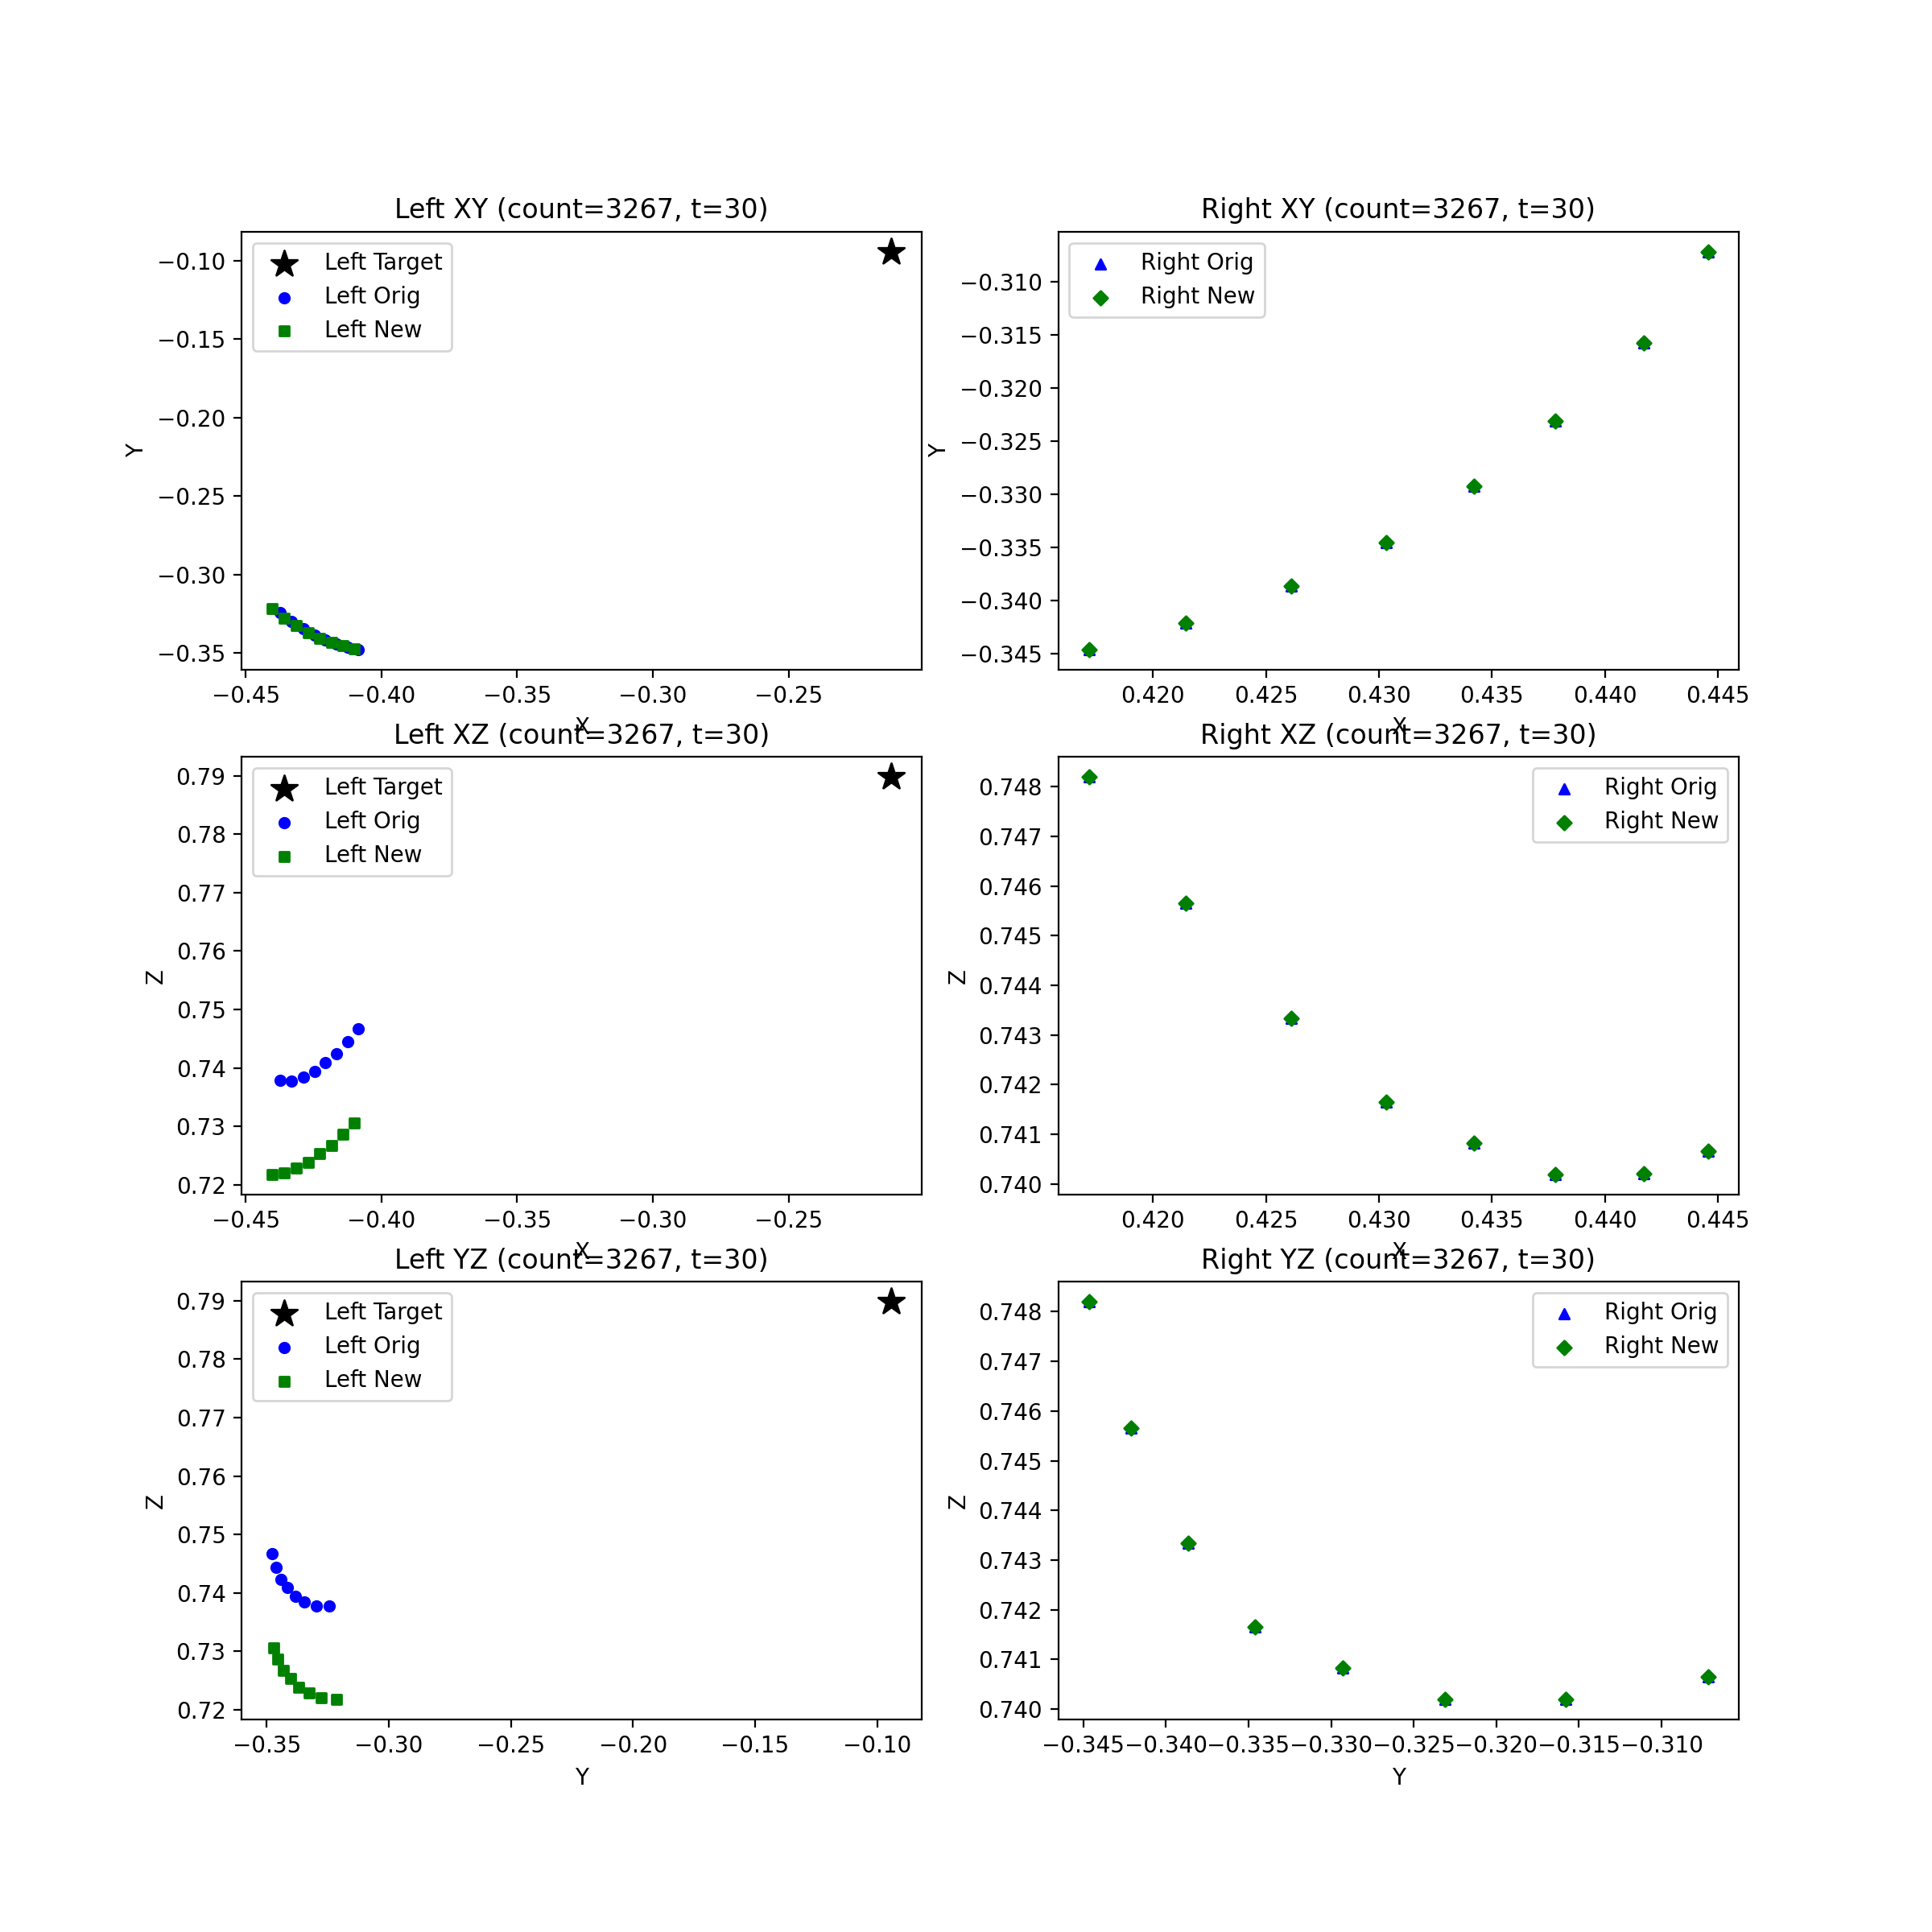 Left XY (count=3267, t=30)
Left Target
Left Orig
Left New
−0.10
−0.15
−0.20
−0.25
−0.30
−0.35
Y
−0.45
−0.40
−0.35
−0.30
−0.25
X
Right XY (count=3267, t=30)
Right Orig
Right New
−0.310
−0.315
−0.320
−0.325
−0.330
−0.335
−0.340
−0.345
Y
0.420
0.425
0.430
0.435
0.440
0.445
X
Left XZ (count=3267, t=30)
Left Target
Left Orig
Left New
0.79
0.78
0.77
0.76
0.75
0.74
0.73
0.72
Z
−0.45
−0.40
−0.35
−0.30
−0.25
X
Right XZ (count=3267, t=30)
Right Orig
Right New
0.748
0.747
0.746
0.745
0.744
0.743
0.742
0.741
0.740
Z
0.420
0.425
0.430
0.435
0.440
0.445
X
Left YZ (count=3267, t=30)
Left Target
Left Orig
Left New
0.79
0.78
0.77
0.76
0.75
0.74
0.73
0.72
Z
−0.35
−0.30
−0.25
−0.20
−0.15
−0.10
Y
Right YZ (count=3267, t=30)
Right Orig
Right New
0.748
0.747
0.746
0.745
0.744
0.743
0.742
0.741
0.740
Z
−0.345
−0.340
−0.335
−0.330
−0.325
−0.320
−0.315
−0.310
Y